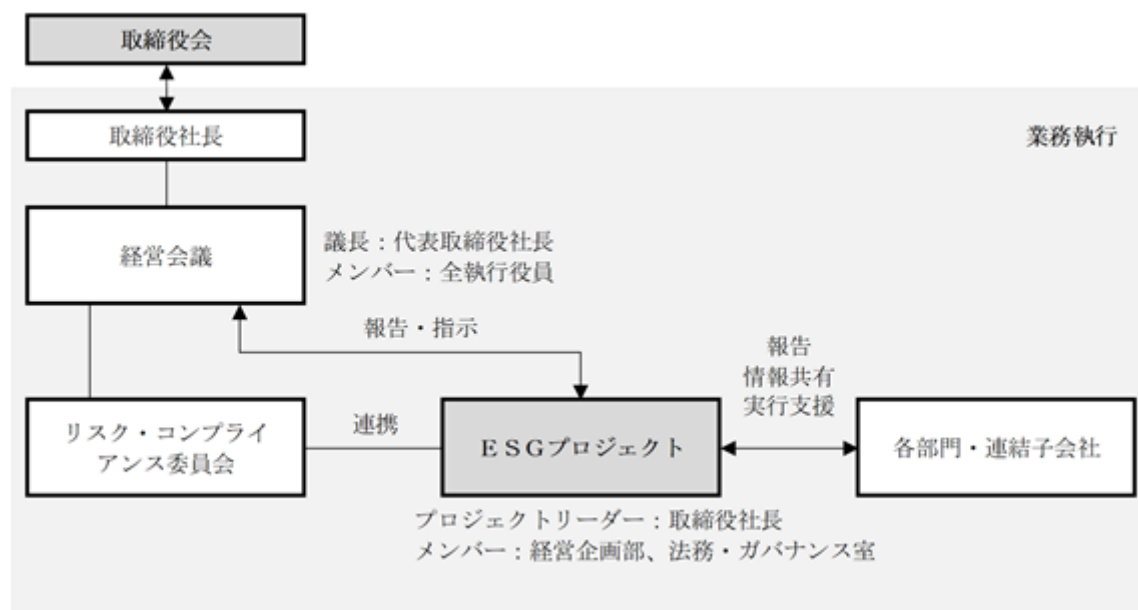 取締役会
取締役社長
業務執行
経営会議
議長：代表取締役社長
メンバー：全執行役員
報告・指示
報告
情報共有
実行支援
リスク・コンプライ
アンス委員会
連携
ＥＳＧプロジェクト
各部門・連結子会社
プロジェクトリーダー：取締役社長
メンバー：経営企画部、法務・ガバナンス室